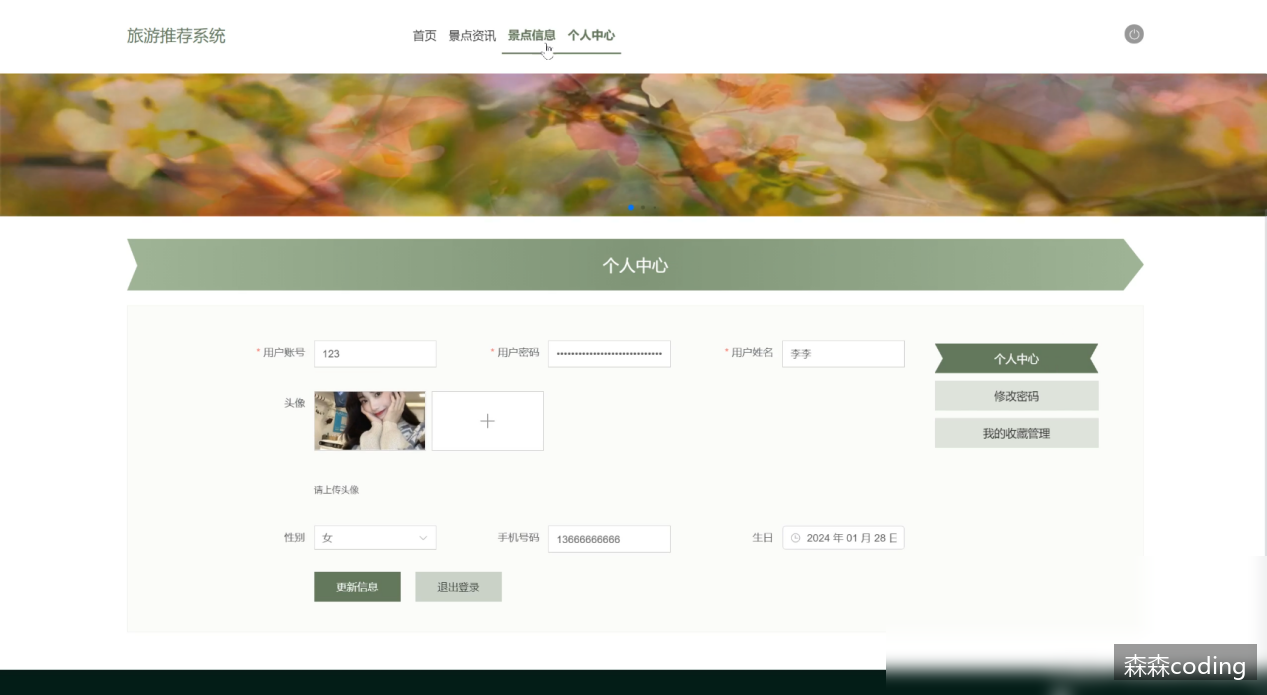 旅游推荐系统
首页 景点资讯 景点信息 个人中心
个人中心
* 用户账号 123 * 用户密码 •••••••••••••••••••••••••••• * 用户姓名 李李
个人中心
修改密码
我的收藏管理
头像
请上传头像
性别 女 手机号码 13666666666 生日 2024 年 01 月 28 日
更新信息 退出登录
森森coding